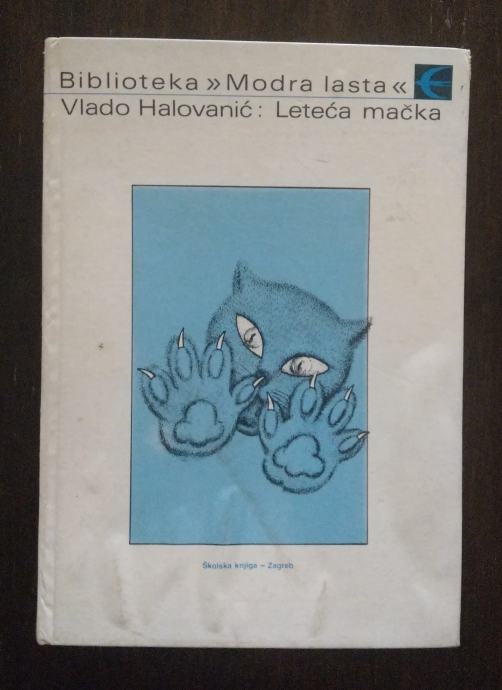 Biblioteka »Modra lasta«
Vlado Halovanić: Leteća mačka
Školska knjiga – Zagreb